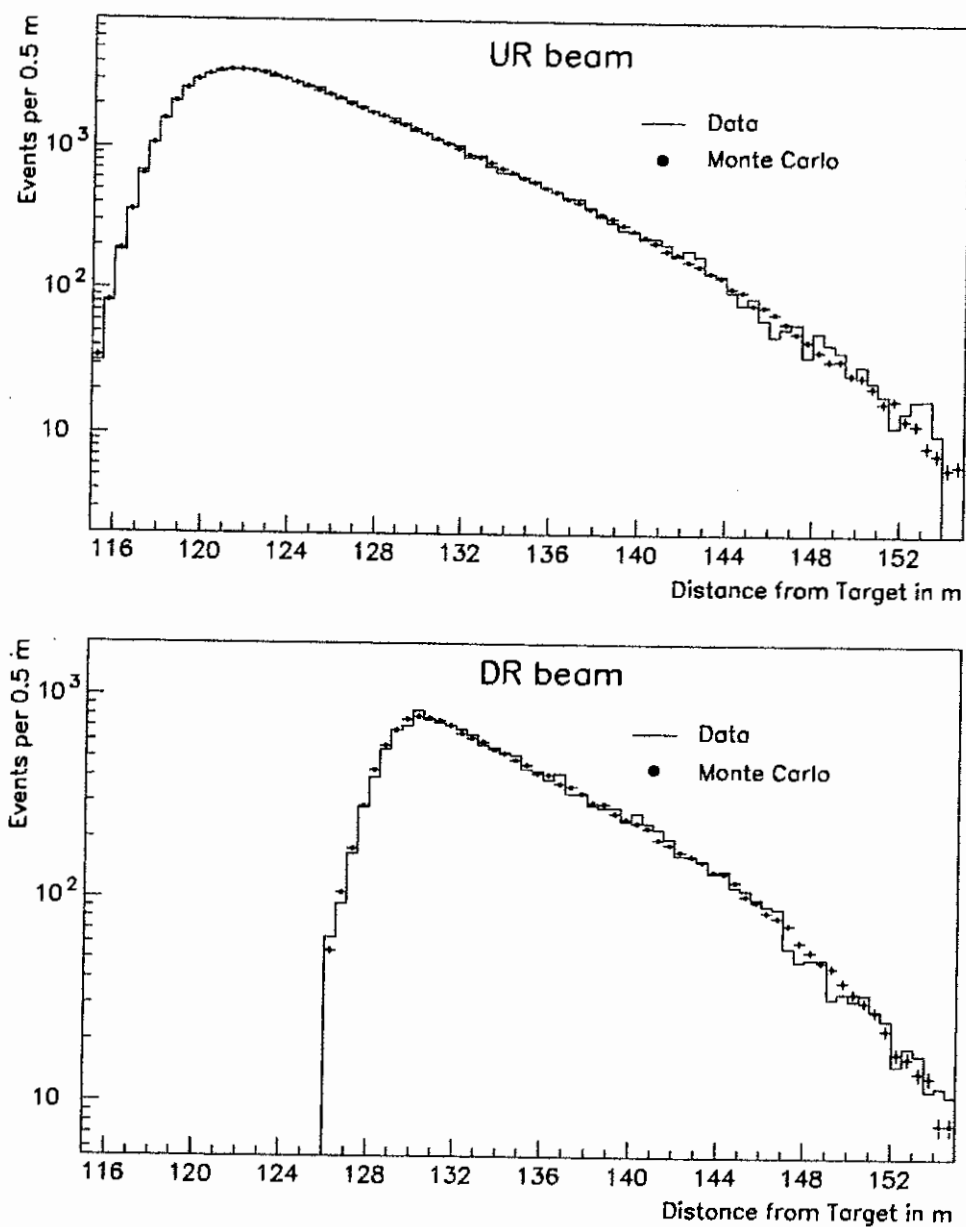 UR beam
Events per 0.5 m
Data
Monte Carlo
10³
10²
10
116 120 124 128 132 136 140 144 148 152
Distance from Target in m
DR beam
Events per 0.5 m
Data
Monte Carlo
10³
10²
10
116 120 124 128 132 136 140 144 148 152
Distance from Target in m